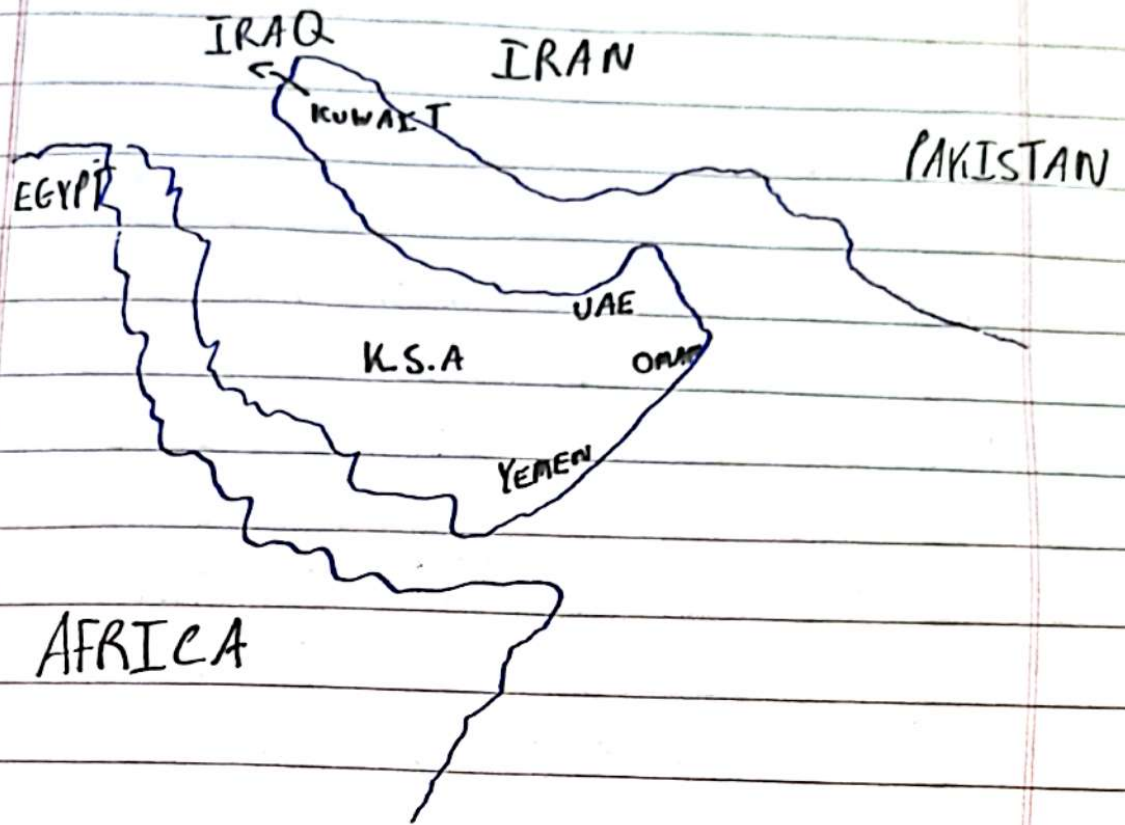 IRAQ
IRAN
KUWAIT
PAKISTAN
EGYPT
UAE
K.S.A
OMAN
YEMEN
AFRICA